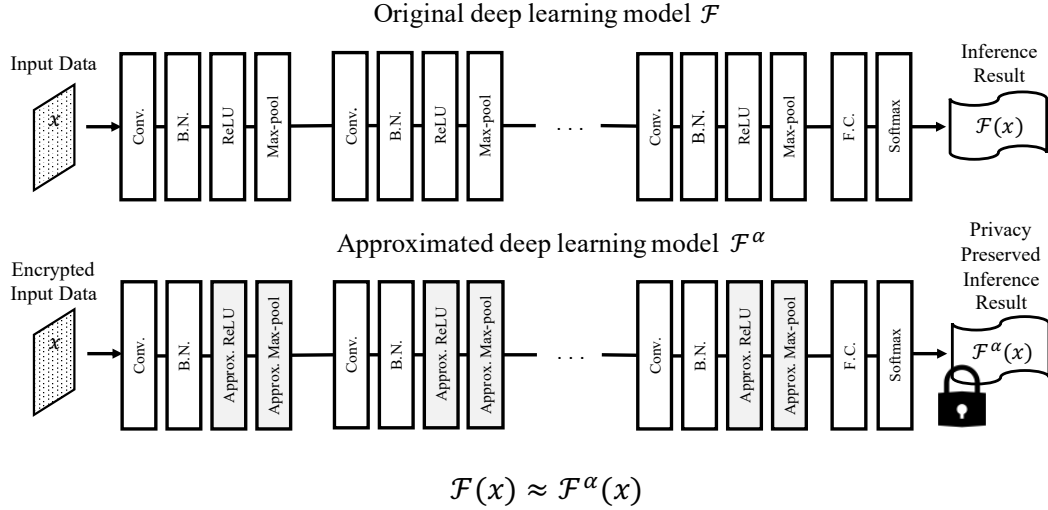 Original deep learning model ℱ
Input Data
x
Conv.
B.N.
ReLU
Max-pool
Conv.
B.N.
ReLU
Max-pool
. . .
Conv.
B.N.
ReLU
Max-pool
F.C.
Softmax
Inference
Result
ℱ(x)
Approximated deep learning model ℱ^α
Encrypted
Input Data
x
Conv.
B.N.
Approx. ReLU
Approx. Max-pool
Conv.
B.N.
Approx. ReLU
Approx. Max-pool
. . .
Conv.
B.N.
Approx. ReLU
Approx. Max-pool
F.C.
Softmax
Privacy
Preserved
Inference
Result
ℱ^α(x)
ℱ(x) ≈ ℱ^α(x)